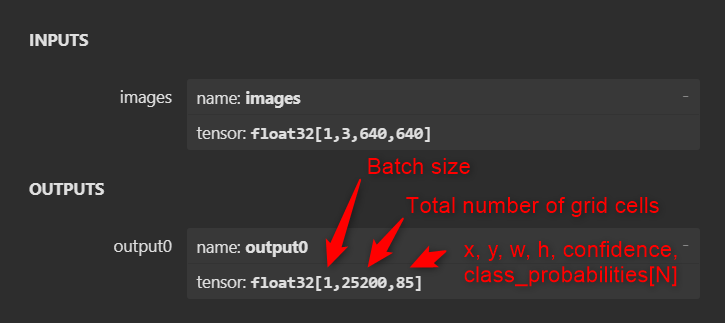 INPUTS
images
name: images
-
tensor: float32[1,3,640,640]
Batch size
OUTPUTS
Total number of grid cells
output0
name: output0
-
x, y, w, h, confidence,
class_probabilities[N]
tensor: float32[1,25200,85]